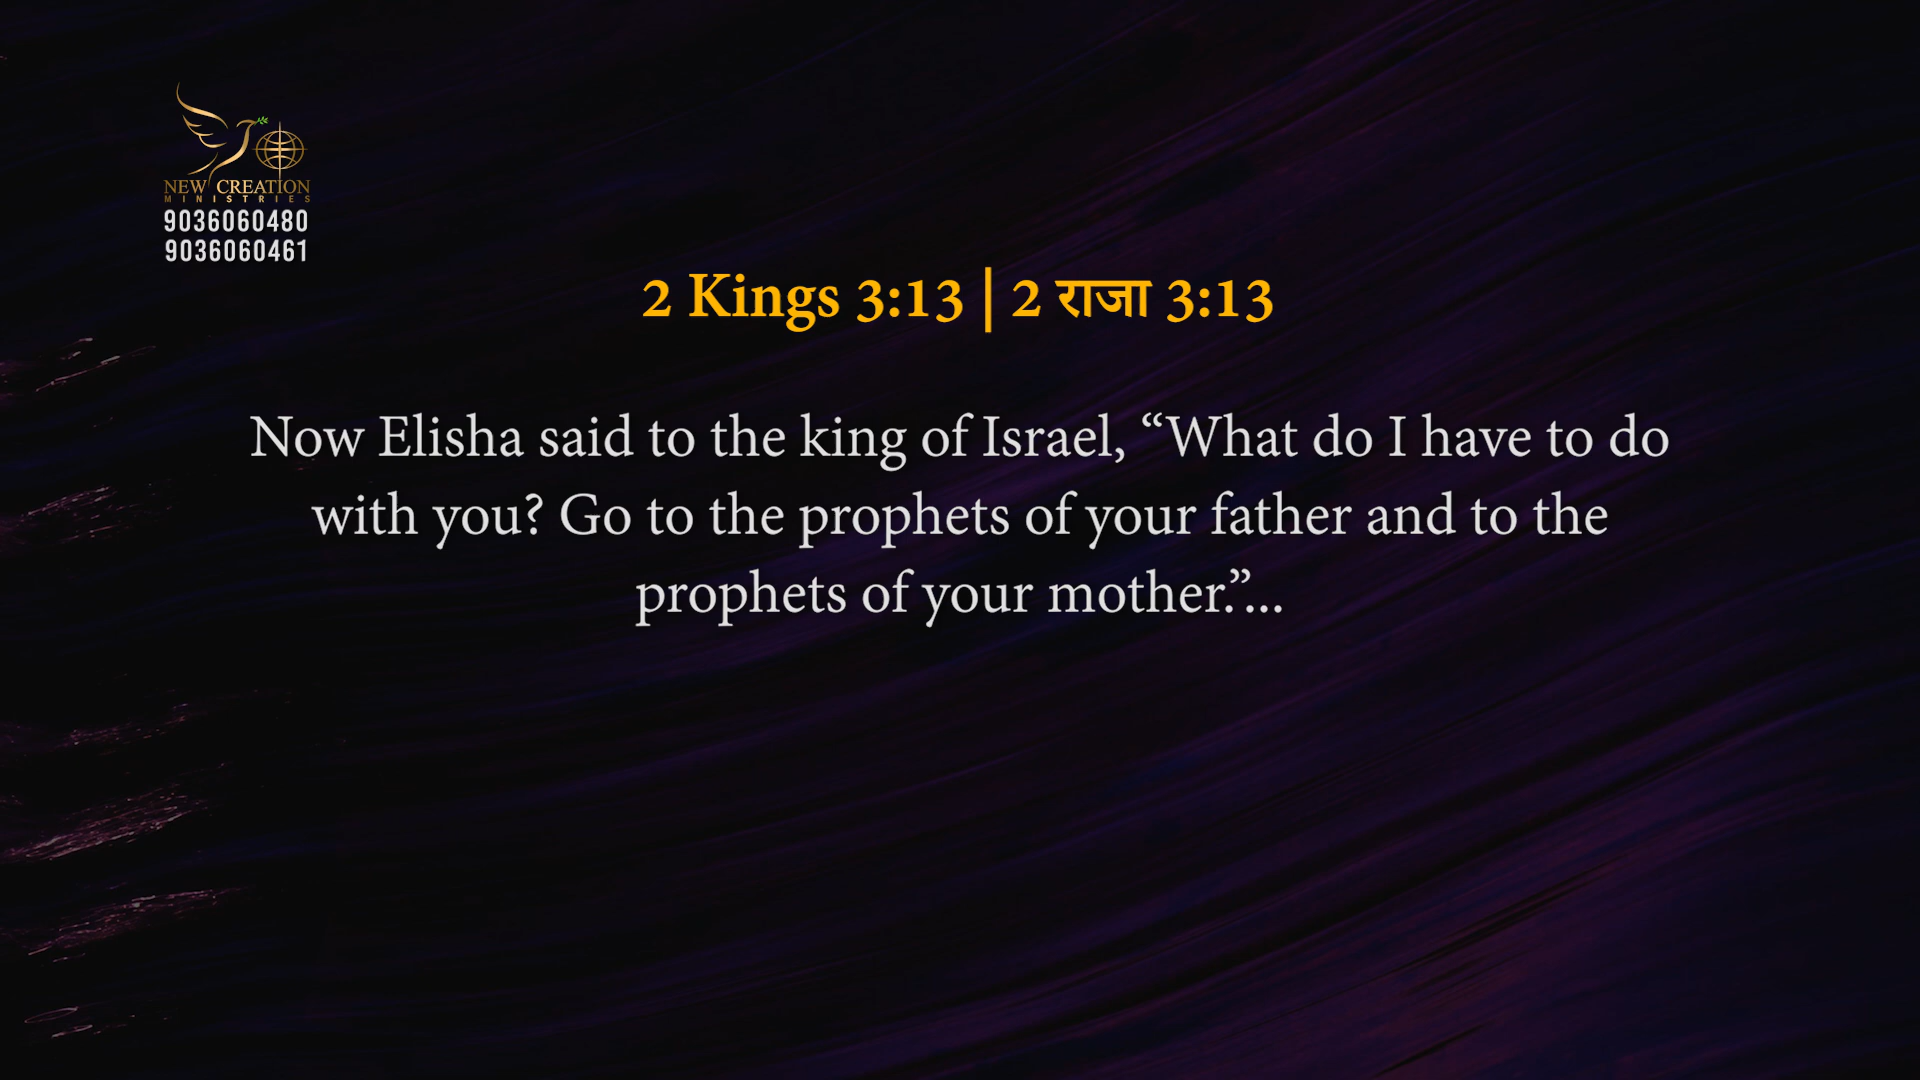 NEW CREATION
MINISTRIES
9036060480
9036060461
2 Kings 3:13 | 2 राजा 3:13
Now Elisha said to the king of Israel, “What do I have to do
with you? Go to the prophets of your father and to the
prophets of your mother.”...